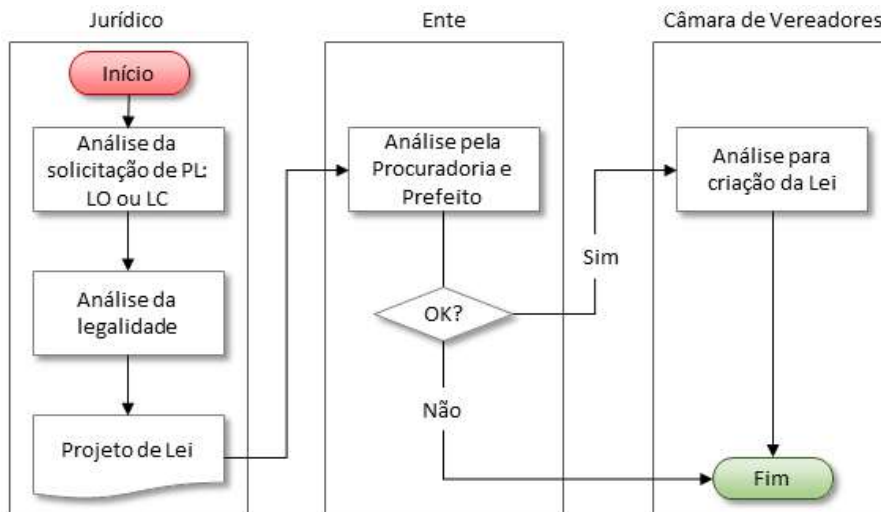 Jurídico
Ente
Câmara de Vereadores
Início
Análise da
solicitação de PL:
LO ou LC
Análise da
legalidade
Projeto de Lei
Análise pela
Procuradoria e
Prefeito
OK?
Sim
Não
Análise para
criação da Lei
Fim